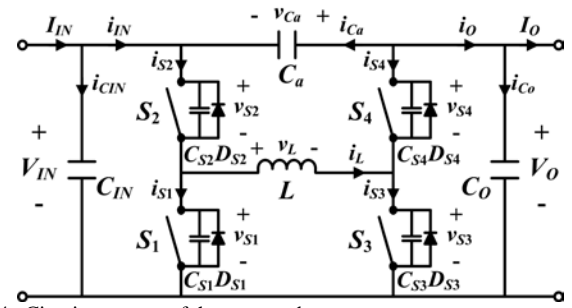 I_IN i_IN - v_Ca + i_Ca i_O I_O
C_a
i_CIN i_S2 i_S4 i_Co
S_2 + v_S2 - S_4 + v_S4 -
C_S2 D_S2 C_S4 D_S4
+ V_IN - C_IN + v_L - i_L C_O + V_O -
L
i_S1 i_S3
S_1 + v_S1 - S_3 + v_S3 -
C_S1 D_S1 C_S3 D_S3